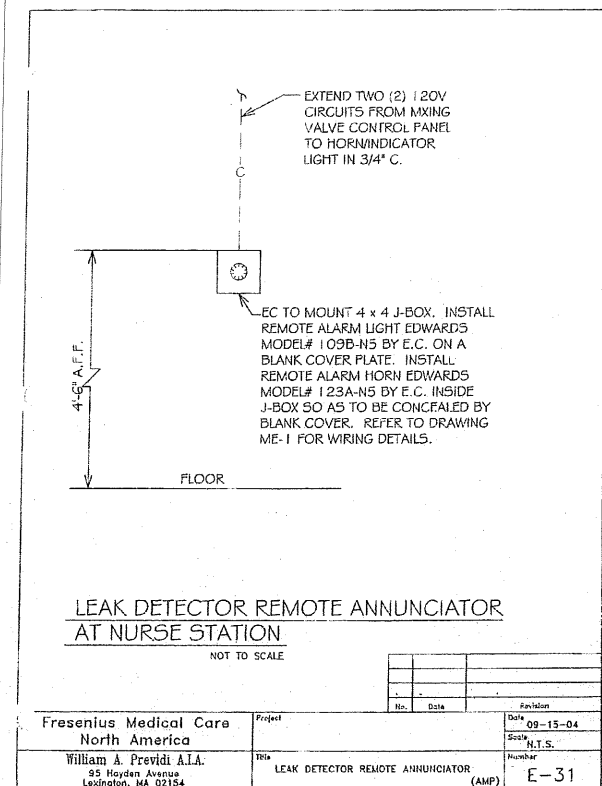 EXTEND TWO (2) 120V
CIRCUITS FROM MXING
VALVE CONTROL PANEL
TO HORN/INDICATOR
LIGHT IN 3/4" C.
C
4'-6" A.F.F.
EC TO MOUNT 4 x 4 J-BOX. INSTALL
REMOTE ALARM LIGHT EDWARDS
MODEL# 109B-N5 BY E.C. ON A
BLANK COVER PLATE. INSTALL
REMOTE ALARM HORN EDWARDS
MODEL# 123A-N5 BY E.C. INSIDE
J-BOX SO AS TO BE CONCEALED BY
BLANK COVER. REFER TO DRAWING
ME-1 FOR WIRING DETAILS.
FLOOR
LEAK DETECTOR REMOTE ANNUNCIATOR
AT NURSE STATION
NOT TO SCALE
No. Date Revision
Fresenius Medical Care
North America
Project
Date 09-15-04
Scale N.T.S.
William A. Previdi A.I.A.
95 Hayden Avenue
Lexington, MA 02154
Title
LEAK DETECTOR REMOTE ANNUNCIATOR
(AMP)
Number
E-31